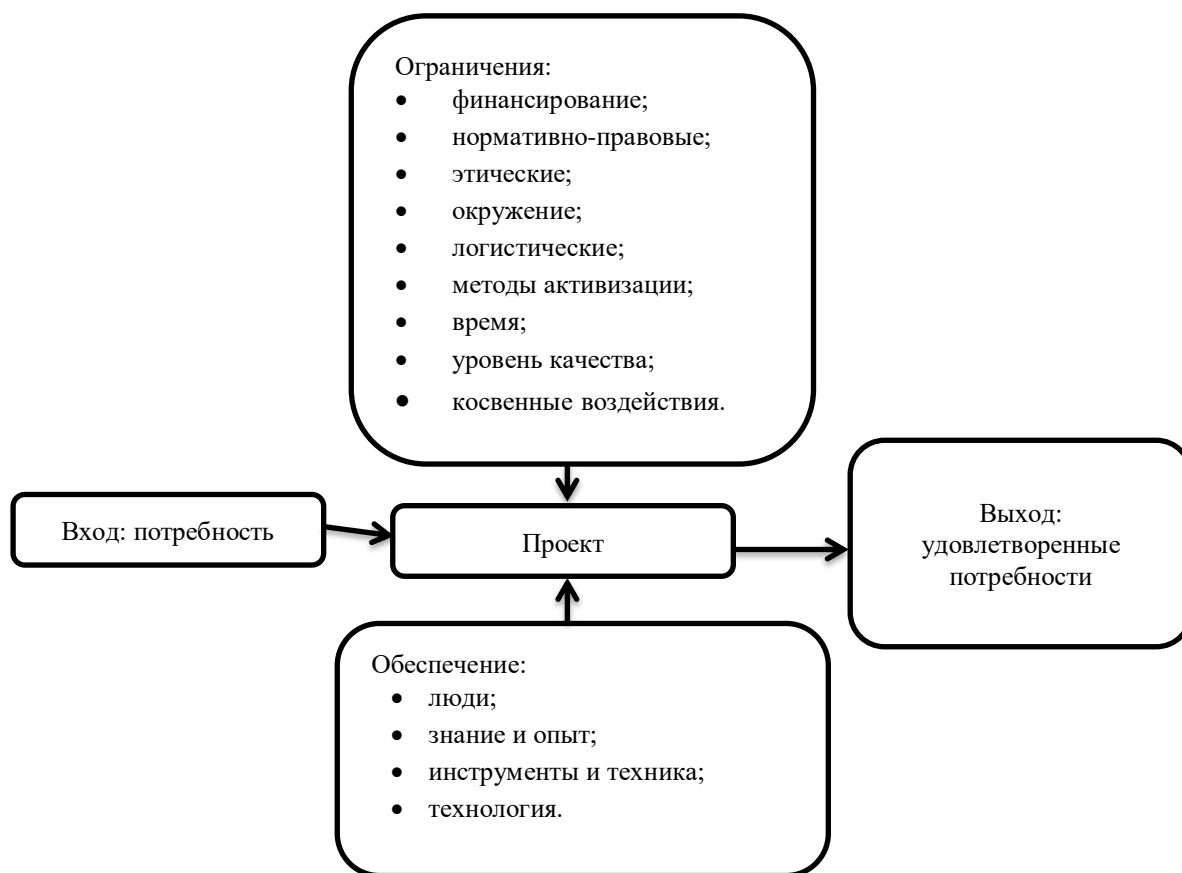 Ограничения:
• финансирование;
• нормативно-правовые;
• этические;
• окружение;
• логистические;
• методы активизации;
• время;
• уровень качества;
• косвенные воздействия.
Вход: потребность
Проект
Выход:
удовлетворенные
потребности
Обеспечение:
• люди;
• знание и опыт;
• инструменты и техника;
• технология.